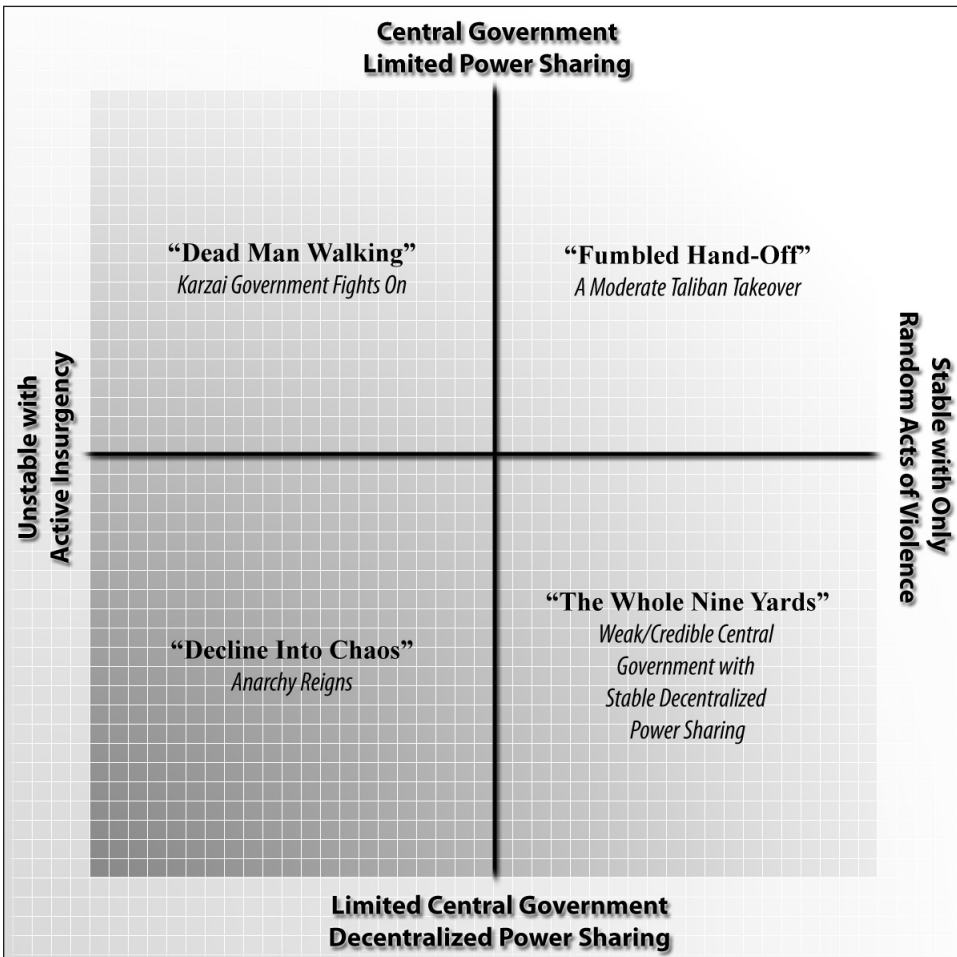 Central Government
Limited Power Sharing
“Dead Man Walking”
Karzai Government Fights On
“Fumbled Hand-Off”
A Moderate Taliban Takeover
Unstable with
Active Insurgency
Stable with Only
Random Acts of Violence
“Decline Into Chaos”
Anarchy Reigns
“The Whole Nine Yards”
Weak/Credible Central
Government with
Stable Decentralized
Power Sharing
Limited Central Government
Decentralized Power Sharing